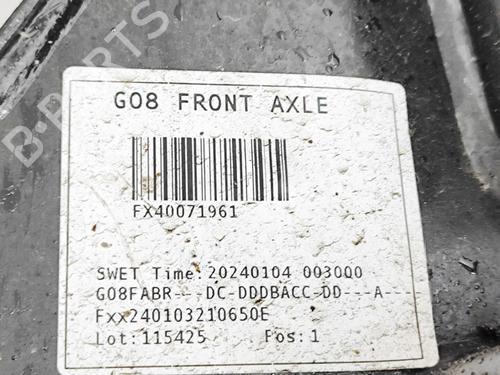 B-PARTS
G08 FRONT AXLE
FX40071961
SWET Time:20240104 003000
G08FABR---DC-DDDBACC-DD---A---
Fxx240103210650E
Lot:115425 Pos:1